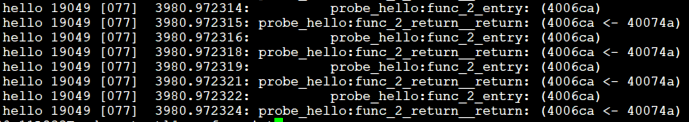 hello 19049 [077]  3980.972314:          probe_hello:func_2_entry: (4006ca)
hello 19049 [077]  3980.972315: probe_hello:func_2_return__return: (4006ca <- 40074a)
hello 19049 [077]  3980.972316:          probe_hello:func_2_entry: (4006ca)
hello 19049 [077]  3980.972318: probe_hello:func_2_return__return: (4006ca <- 40074a)
hello 19049 [077]  3980.972319:          probe_hello:func_2_entry: (4006ca)
hello 19049 [077]  3980.972321: probe_hello:func_2_return__return: (4006ca <- 40074a)
hello 19049 [077]  3980.972322:          probe_hello:func_2_entry: (4006ca)
hello 19049 [077]  3980.972324: probe_hello:func_2_return__return: (4006ca <- 40074a)